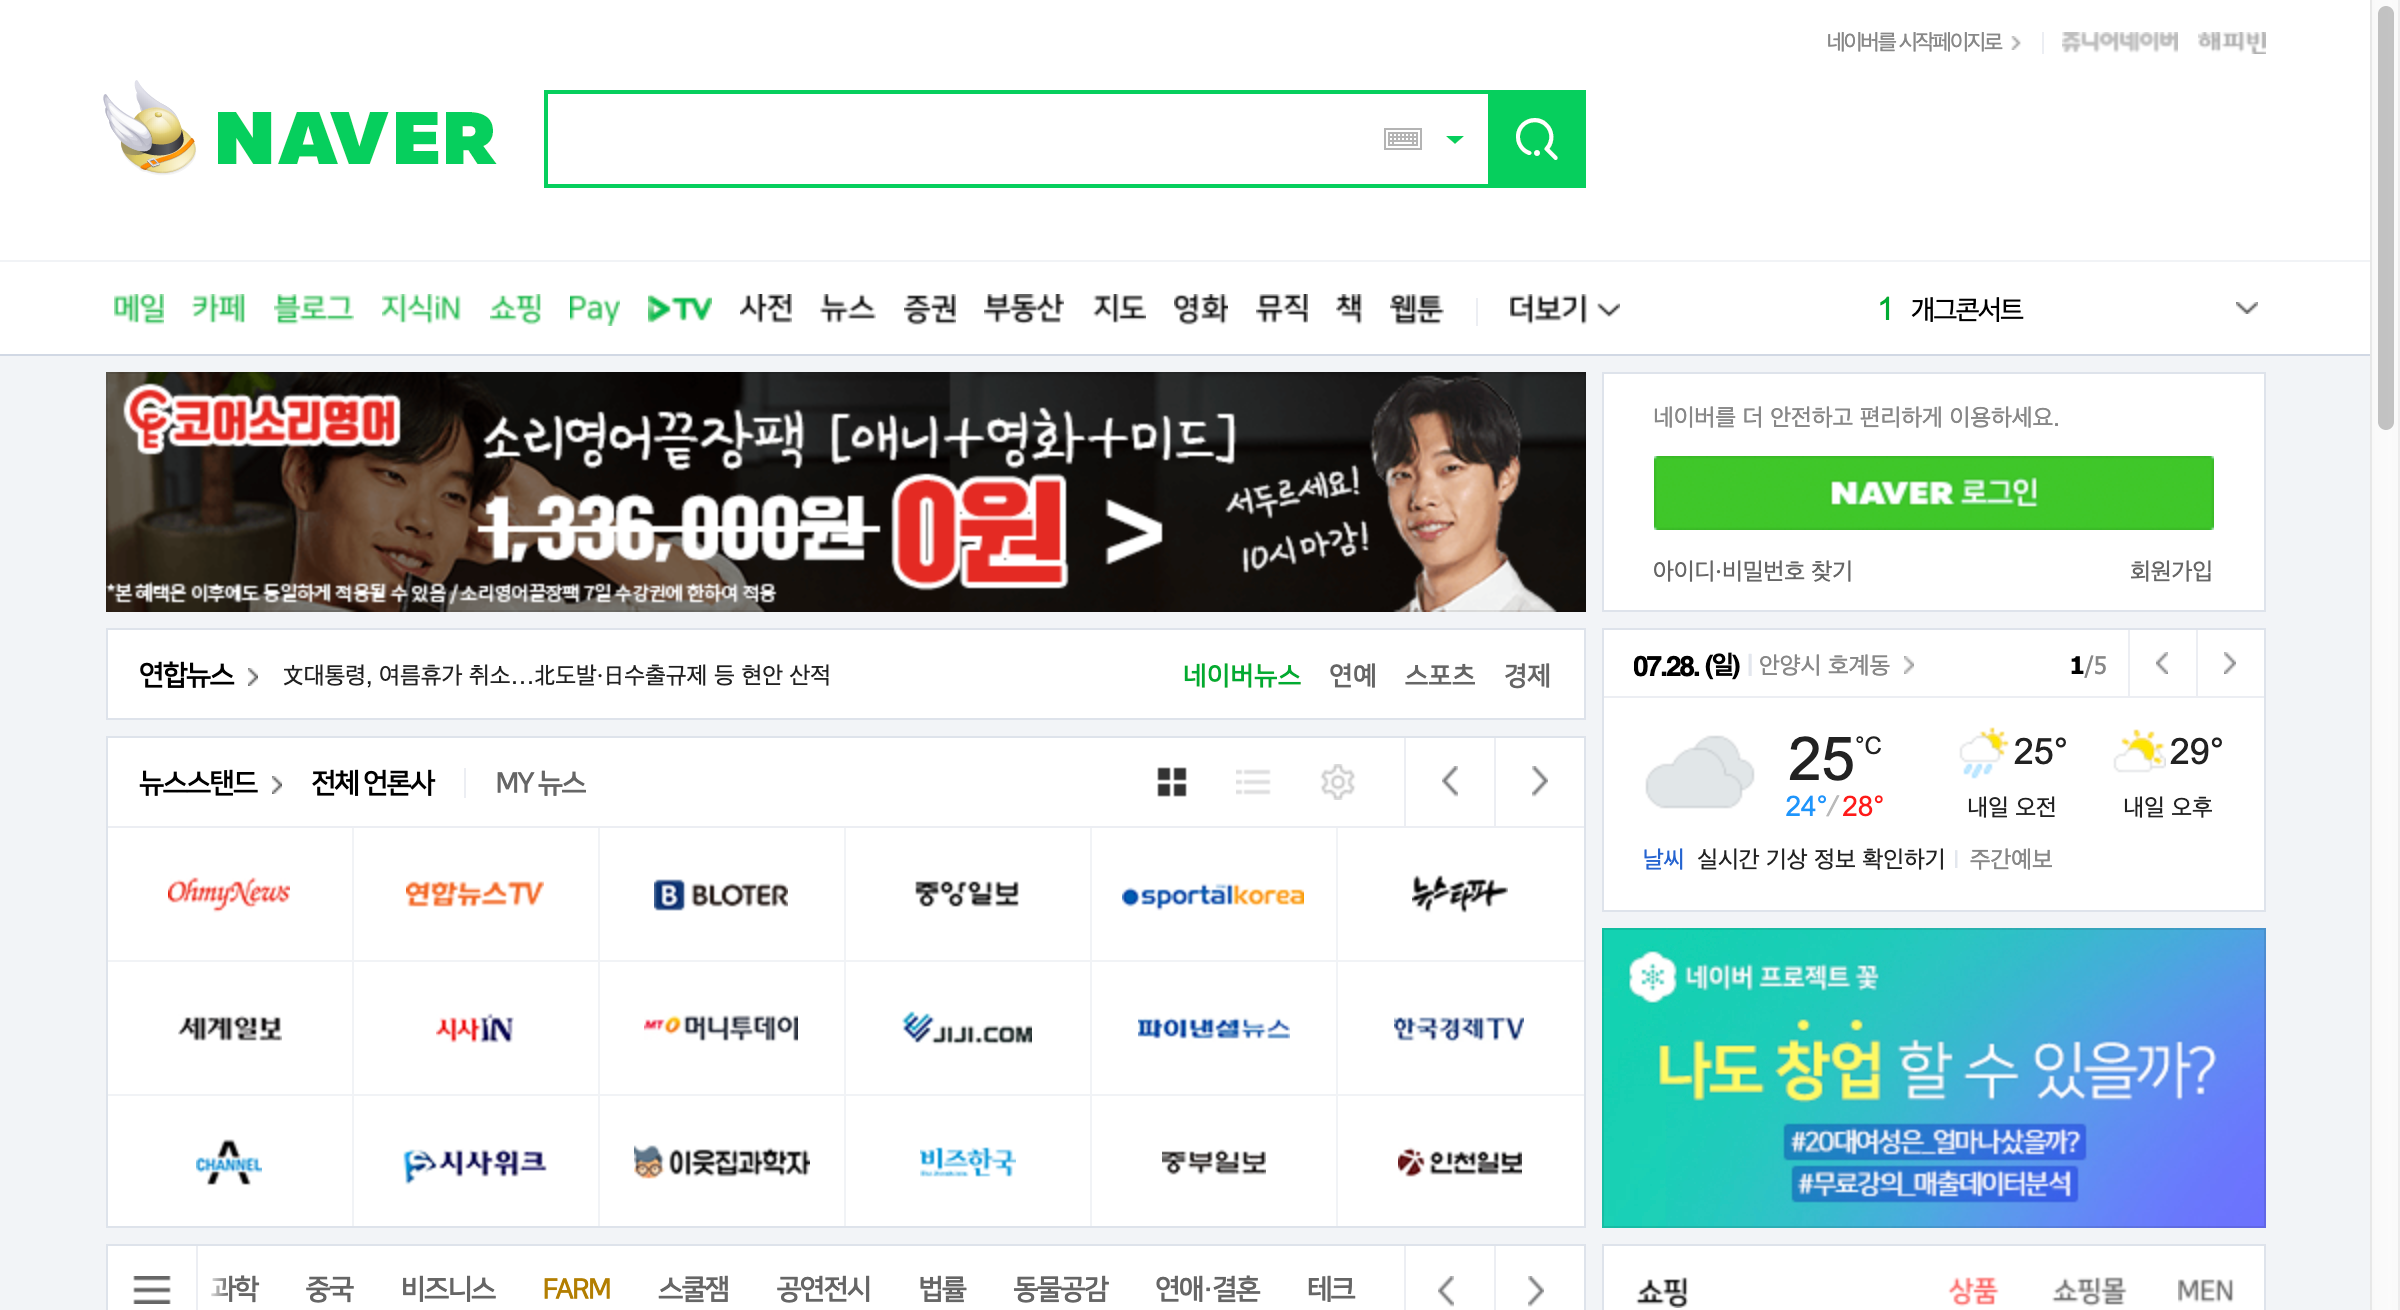 네이버를 시작페이지로
쥬니어네이버 해피빈
NAVER
메일 카페 블로그 지식iN 쇼핑 Pay TV 사전 뉴스 증권 부동산 지도 영화 뮤직 책 웹툰 더보기
1 개그콘서트
코어소리영어
소리영어끝장팩 [애니+영화+미드]
1,336,000원 0원 >
서두르세요!
10시마감!
*본 혜택은 이후에도 동일하게 적용될 수 있음 / 소리영어끝장팩 7일 수강권에 한하여 적용
네이버를 더 안전하고 편리하게 이용하세요.
NAVER 로그인
아이디·비밀번호 찾기 회원가입
연합뉴스 文대통령, 여름휴가 취소…北도발·日수출규제 등 현안 산적
네이버뉴스 연예 스포츠 경제
07.28. (일) 안양시 호계동 1/5
25°C
24°/28°
25° 내일 오전
29° 내일 오후
날씨 실시간 기상 정보 확인하기 주간예보
뉴스스탠드 전체 언론사 MY 뉴스
OhmyNews 연합뉴스TV B BLOTER 중앙일보 sportalkorea 뉴스타파
세계일보 시사iN MTO 머니투데이 JIJI.COM 파이낸셜뉴스 한국경제TV
CHANNEL A 시사위크 이웃집과학자 비즈한국 중부일보 인천일보
네이버 프로젝트 꽃
나도 창업 할 수 있을까?
#20대여성은_얼마나샀을까?
#무료강의_매출데이터분석
과학 중국 비즈니스 FARM 스쿨잼 공연전시 법률 동물공감 연애·결혼 테크
쇼핑 상품 쇼핑몰 MEN